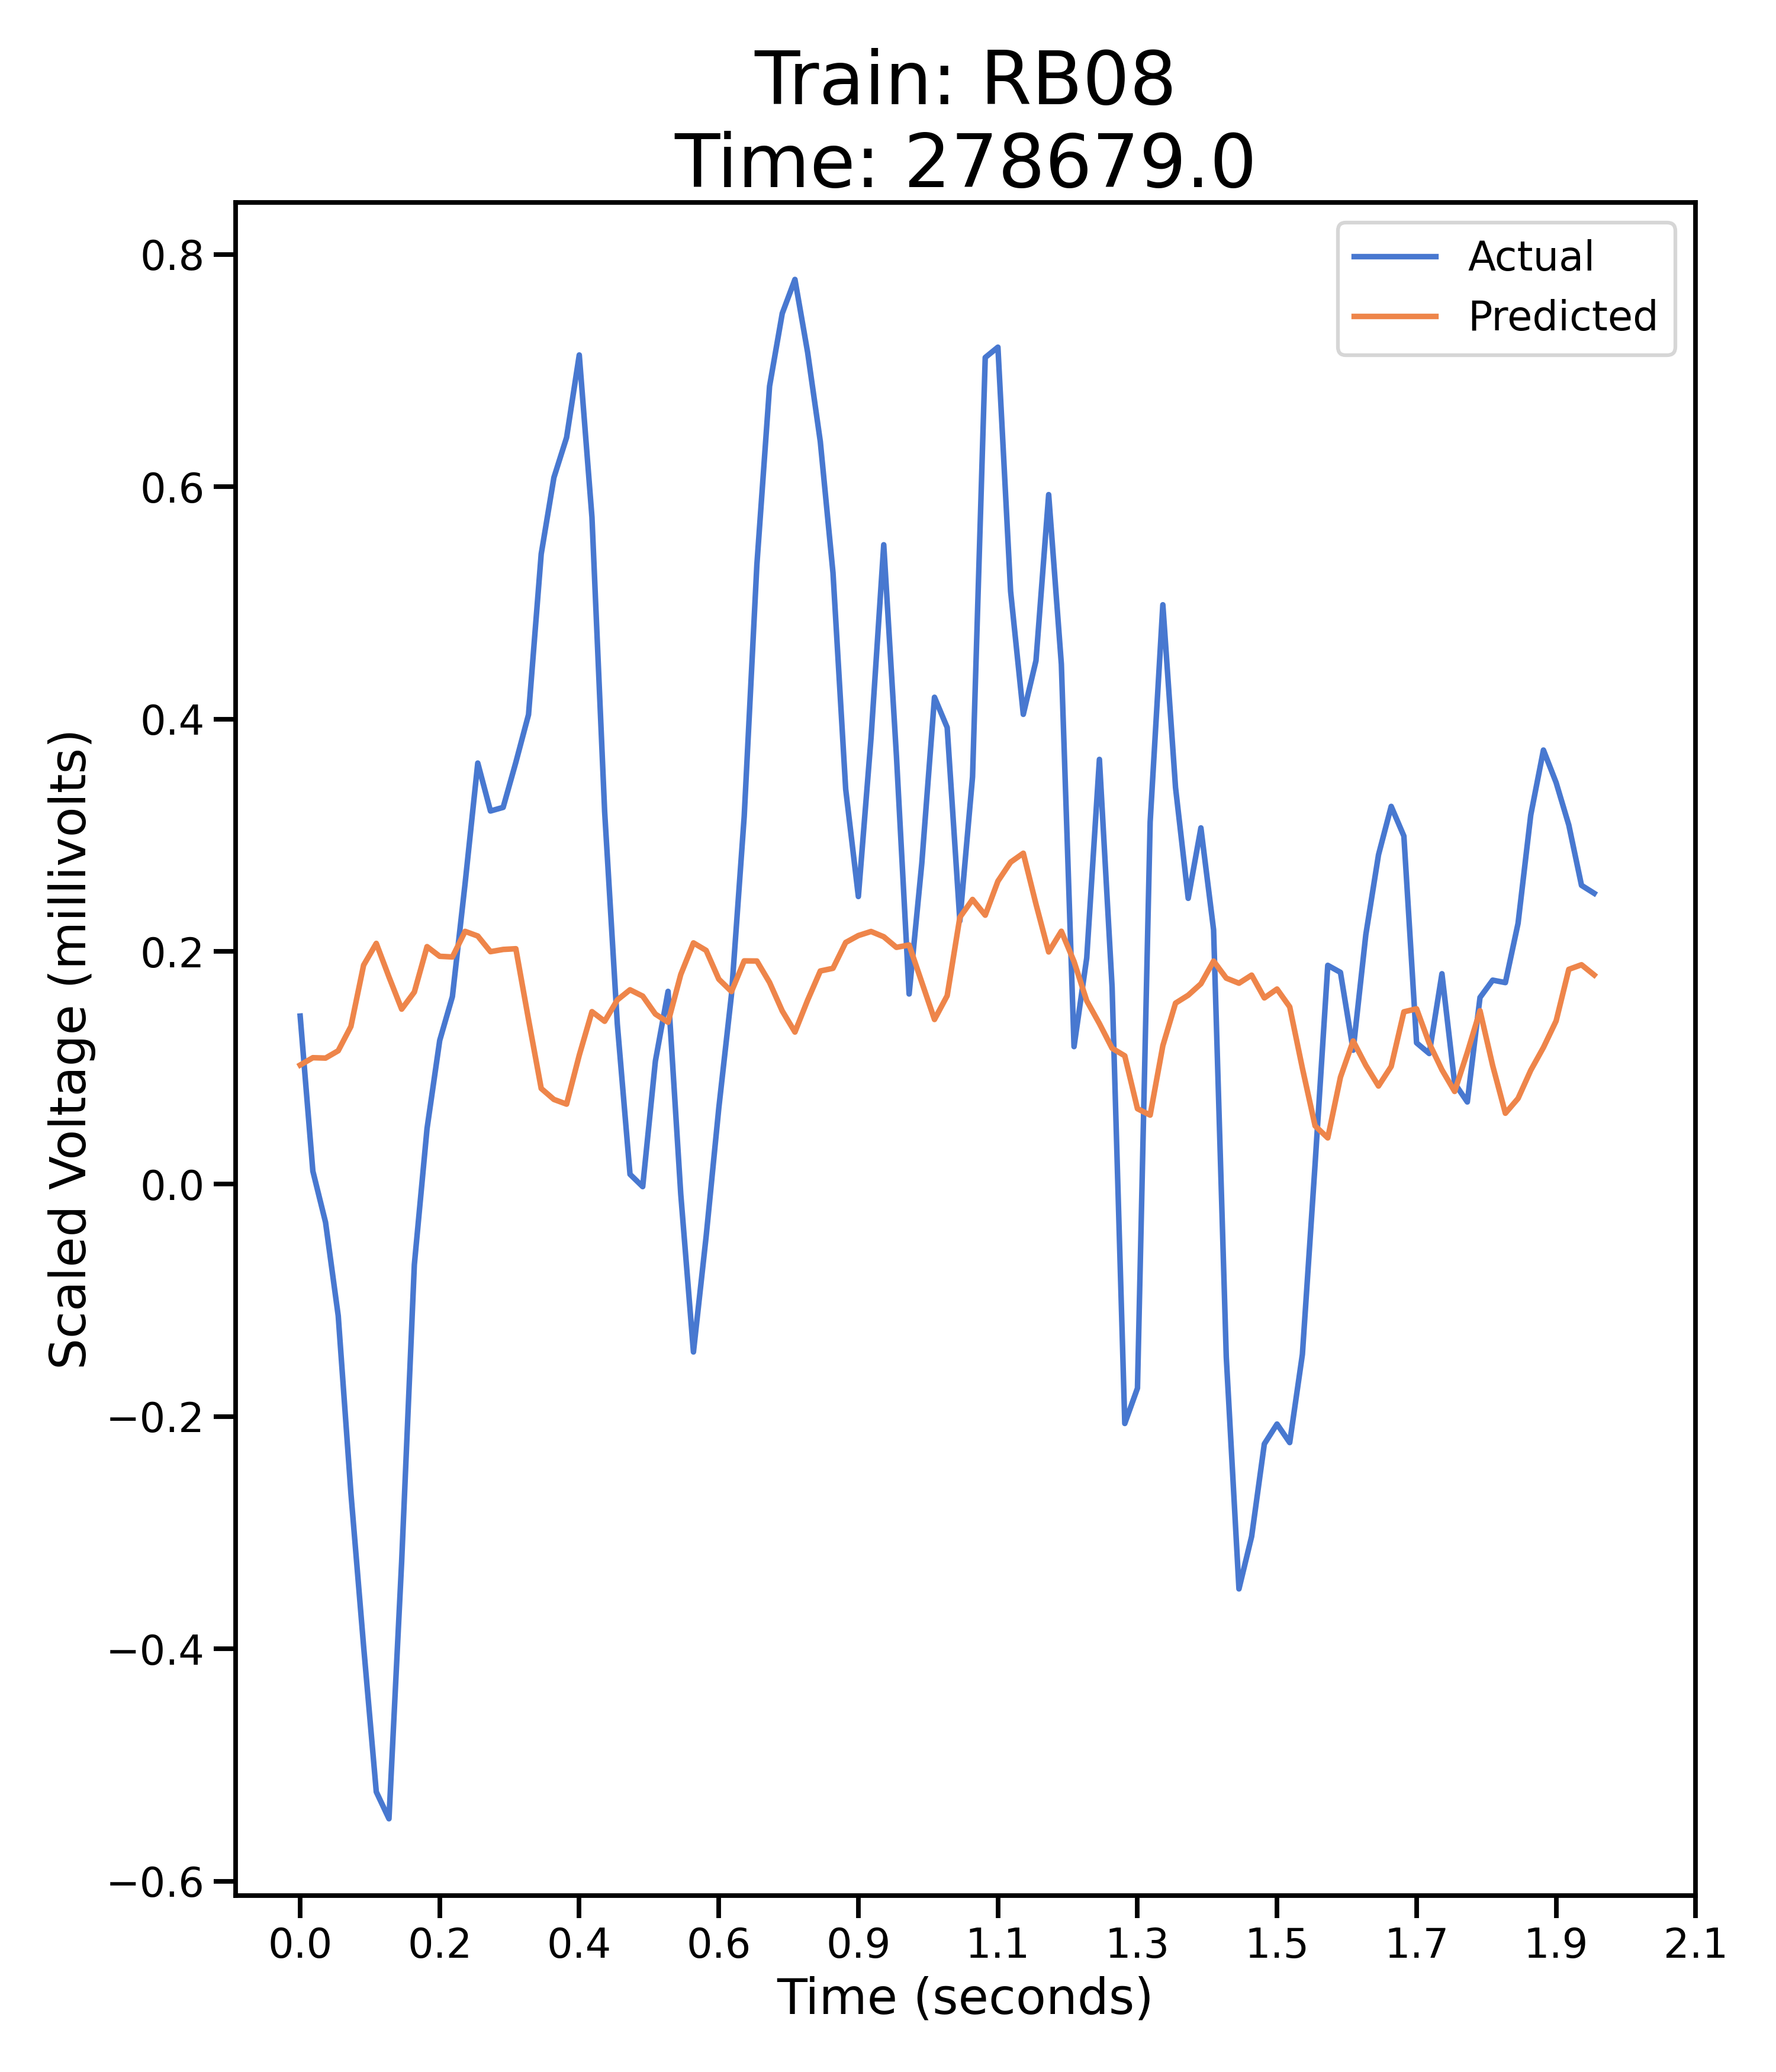 Train: RB08
Time: 278679.0
Actual
Predicted
Scaled Voltage (millivolts)
0.8
0.6
0.4
0.2
0.0
−0.2
−0.4
−0.6
0.0 0.2 0.4 0.6 0.9 1.1 1.3 1.5 1.7 1.9 2.1
Time (seconds)